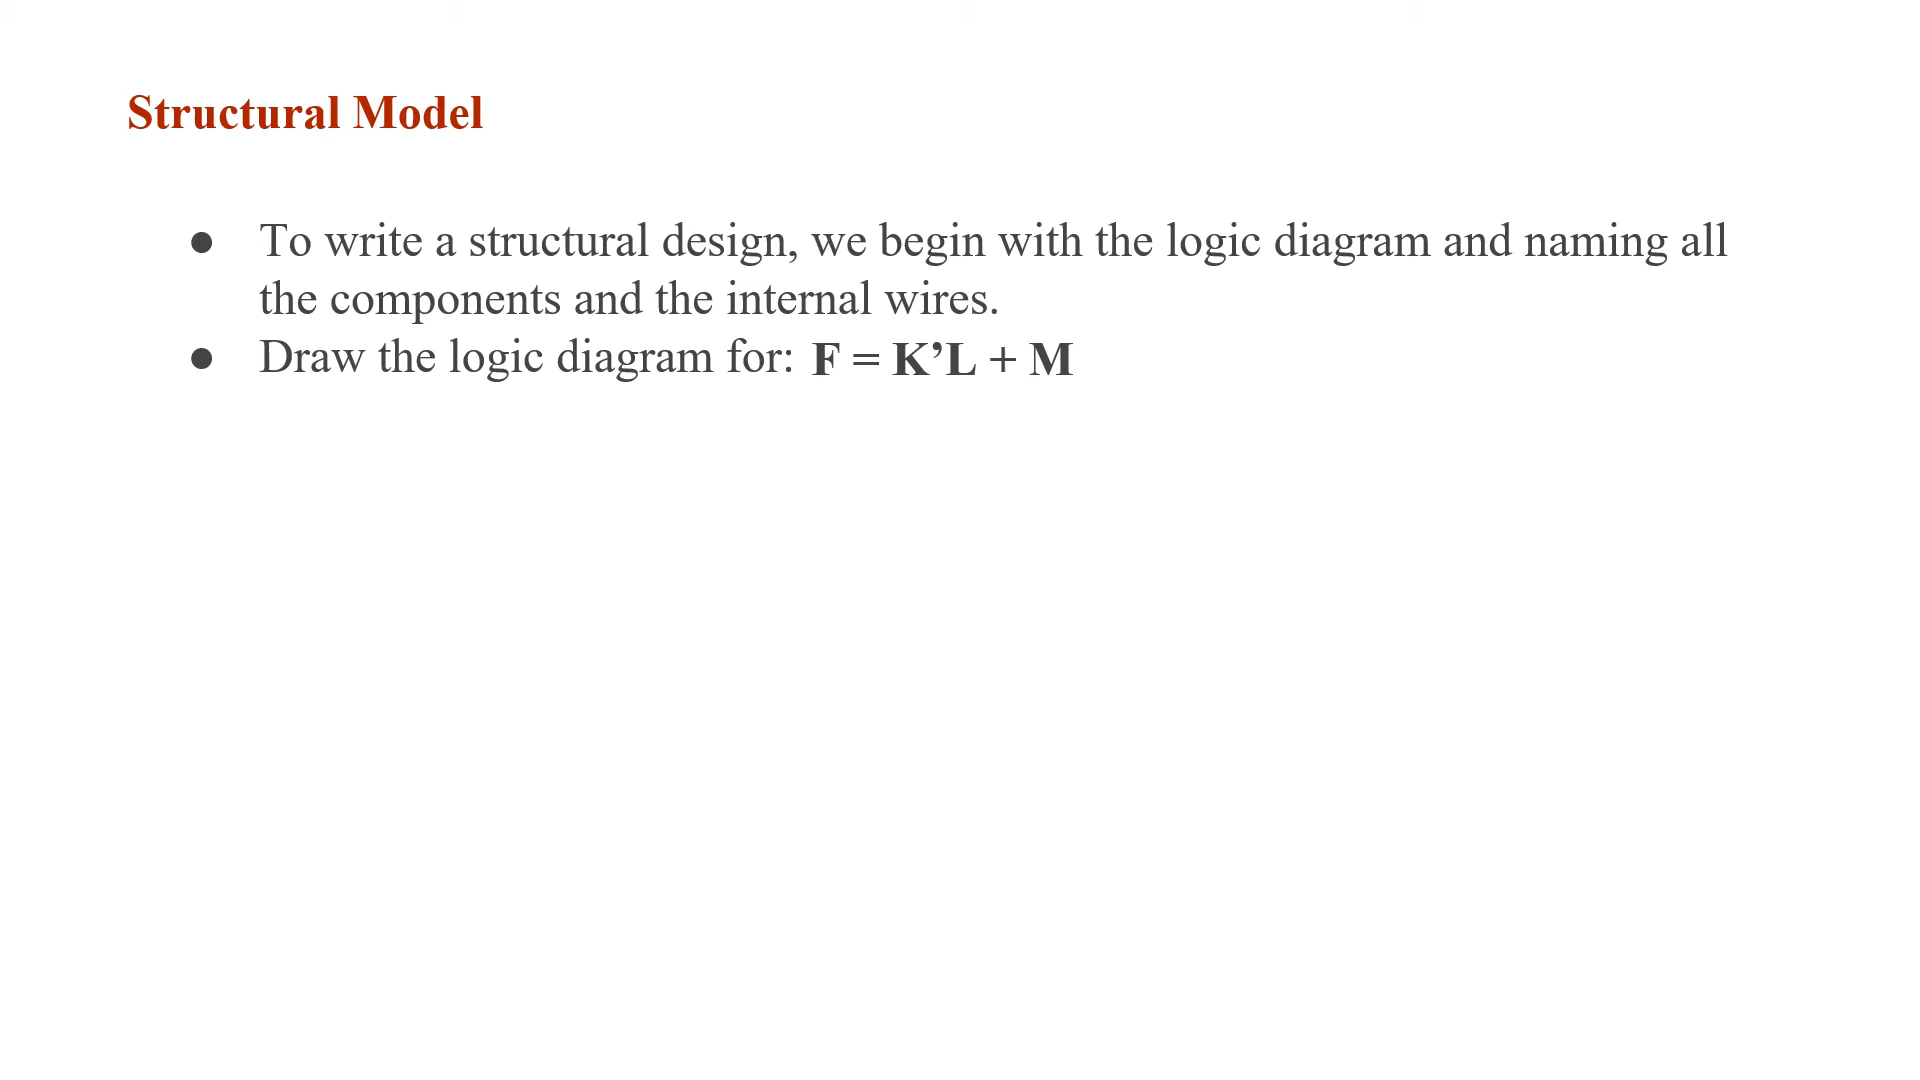 Structural Model
● To write a structural design, we begin with the logic diagram and naming all
the components and the internal wires.
● Draw the logic diagram for: F = K’L + M